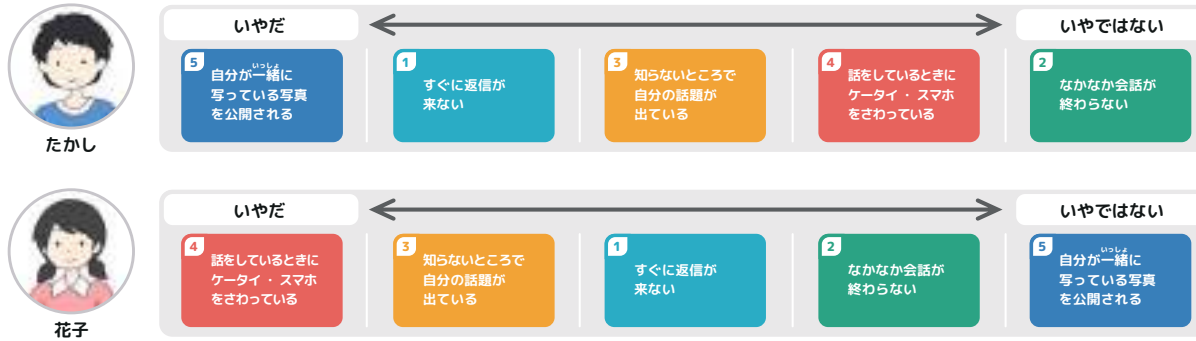 いやだ
いやではない
5
自分が一緒に
いっしょ
写っている写真
を公開される
1
すぐに返信が
来ない
3
知らないところで
自分の話題が
出ている
4
話をしているときに
ケータイ・スマホ
をさわっている
2
なかなか会話が
終わらない
たかし
いやだ
いやではない
4
話をしているときに
ケータイ・スマホ
をさわっている
3
知らないところで
自分の話題が
出ている
1
すぐに返信が
来ない
2
なかなか会話が
終わらない
5
自分が一緒に
いっしょ
写っている写真
を公開される
花子